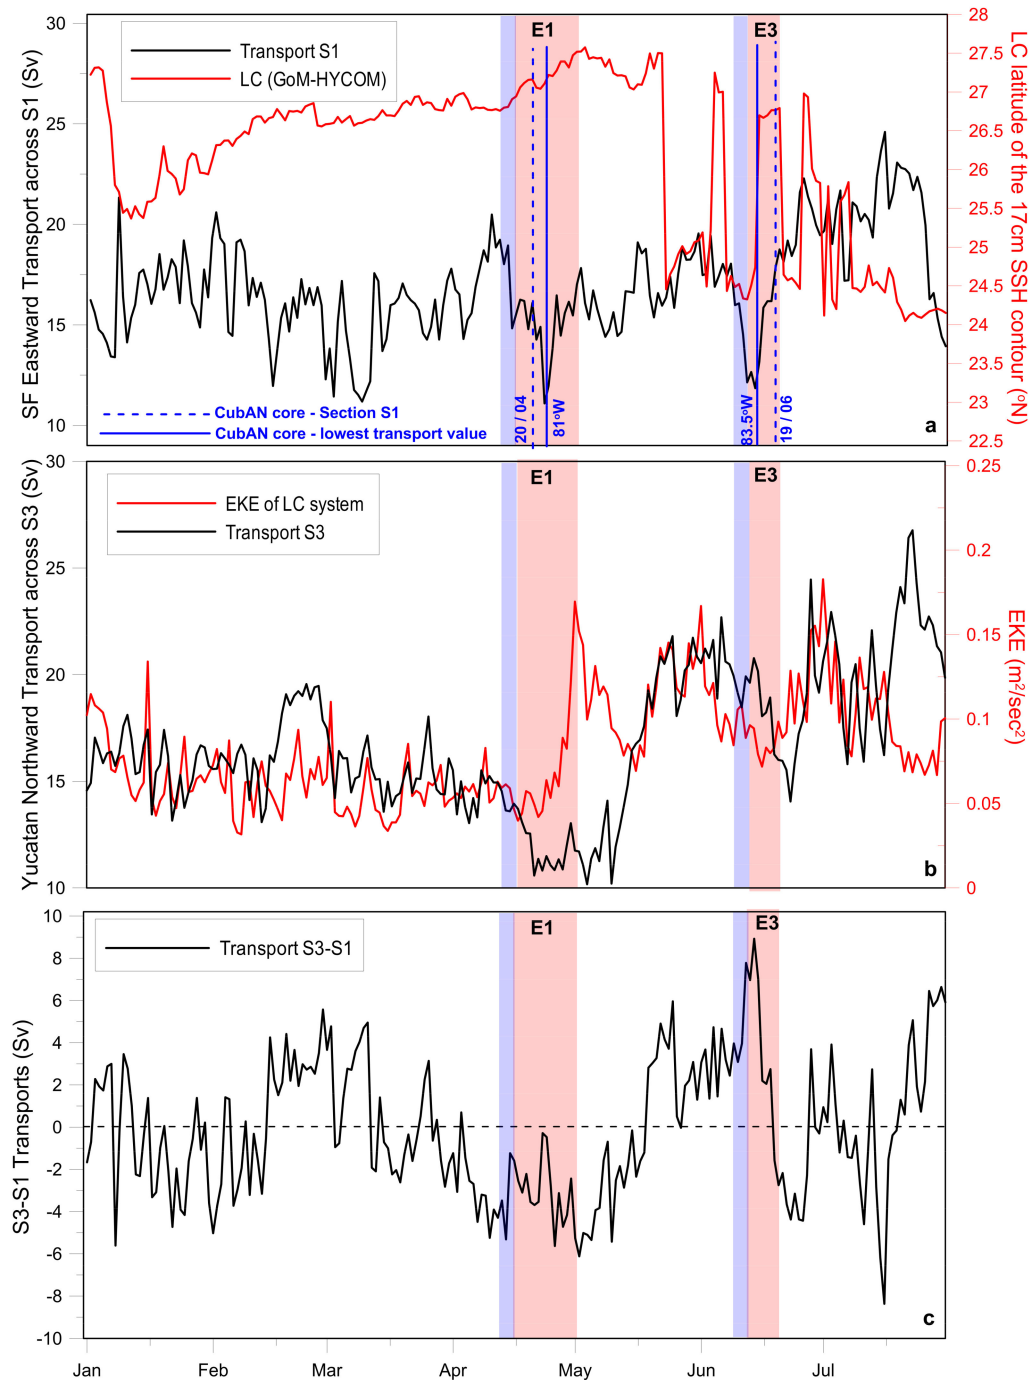 SF Eastward Transport across S1 (Sv)
30
25
20
15
10
Transport S1
LC (GoM-HYCOM)
E1
E3
CubAN core - Section S1
CubAN core - lowest transport value
20 / 04
81ºW
83.5ºW
19 / 06
a
28
27.5
27
26.5
26
25.5
25
24.5
24
23.5
23
22.5
LC latitude of the 17cm SSH contour (ºN)
Yucatan Northward Transport across S3 (Sv)
30
25
20
15
10
EKE of LC system
Transport S3
E1
E3
b
0.25
0.2
0.15
0.1
0.05
0
EKE (m²/sec²)
S3-S1 Transports (Sv)
10
8
6
4
2
0
-2
-4
-6
-8
-10
Transport S3-S1
E1
E3
c
Jan Feb Mar Apr May Jun Jul